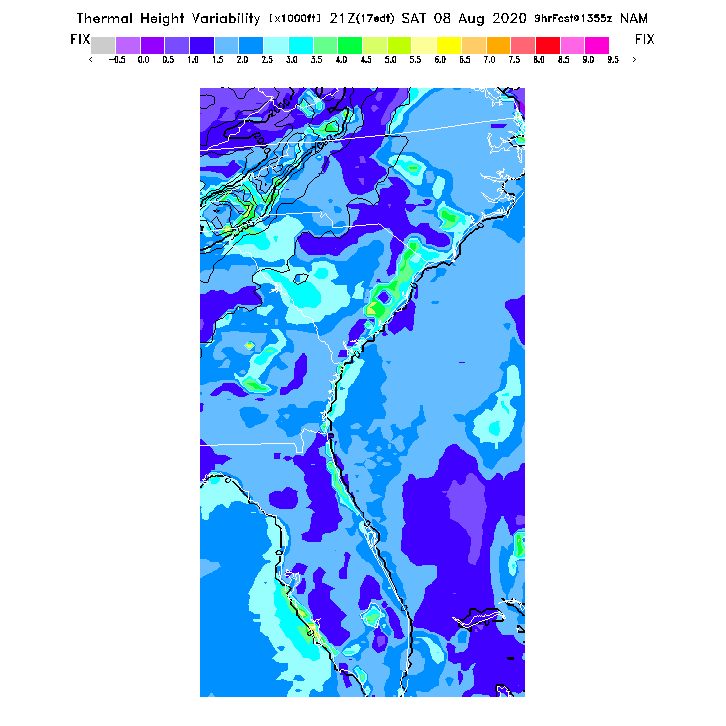 Thermal Height Variability [x1000ft] 21Z(17edt) SAT 08 Aug 2020 9hrFcst@1355z NAM
FIX FIX
< -0.5 0.0 0.5 1.0 1.5 2.0 2.5 3.0 3.5 4.0 4.5 5.0 5.5 6.0 6.5 7.0 7.5 8.0 8.5 9.0 9.5 >